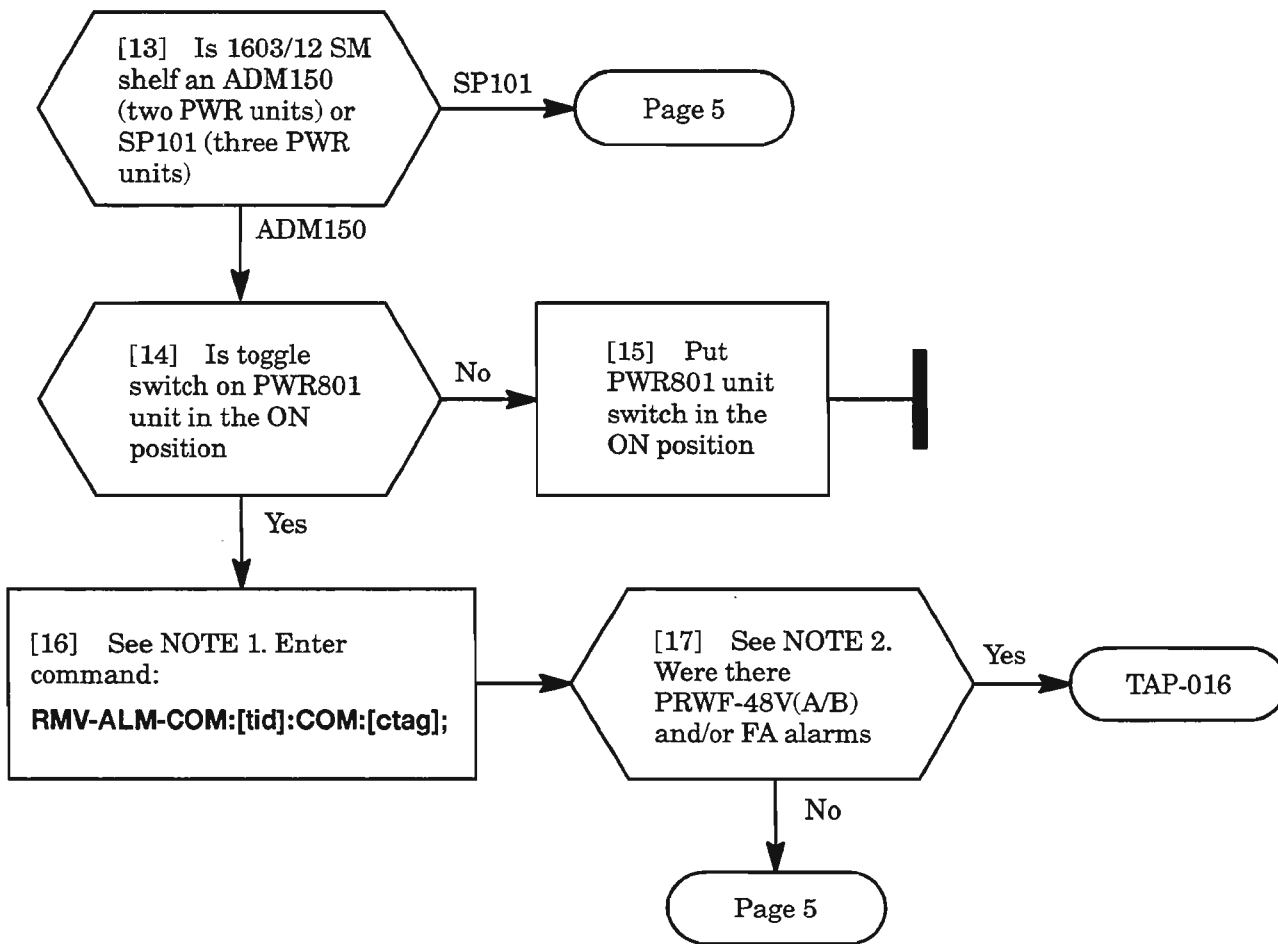 [13] Is 1603/12 SM
shelf an ADM150
(two PWR units) or
SP101 (three PWR
units)
SP101
Page 5
ADM150
[14] Is toggle
switch on PWR801
unit in the ON
position
No
[15] Put
PWR801 unit
switch in the
ON position
Yes
[16] See NOTE 1. Enter
command:
RMV-ALM-COM:[tid]:COM:[ctag];
[17] See NOTE 2.
Were there
PRWF-48V(A/B)
and/or FA alarms
Yes
TAP-016
No
Page 5